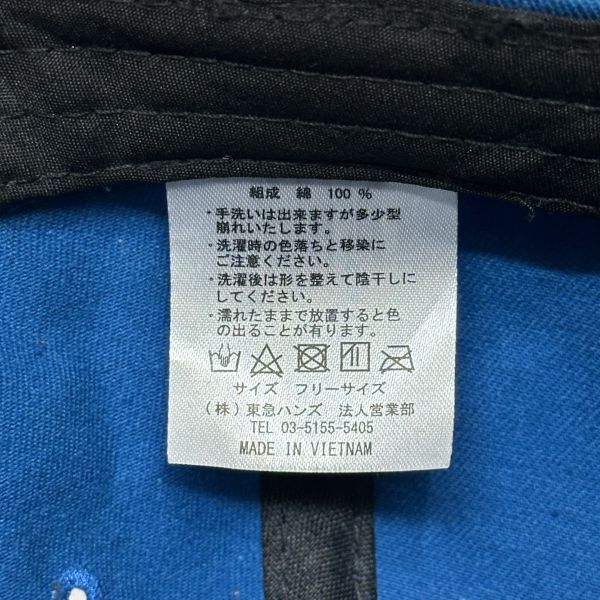 組成 綿 100 %
・手洗いは出来ますが多少型
崩れいたします。
・洗濯時の色落ちと移染に
ご注意ください。
・洗濯後は形を整えて陰干しに
してください。
・濡れたままで放置すると色
の出ることが有ります。
サイズ フリーサイズ
(株)東急ハンズ 法人営業部
TEL 03-5155-5405
MADE IN VIETNAM